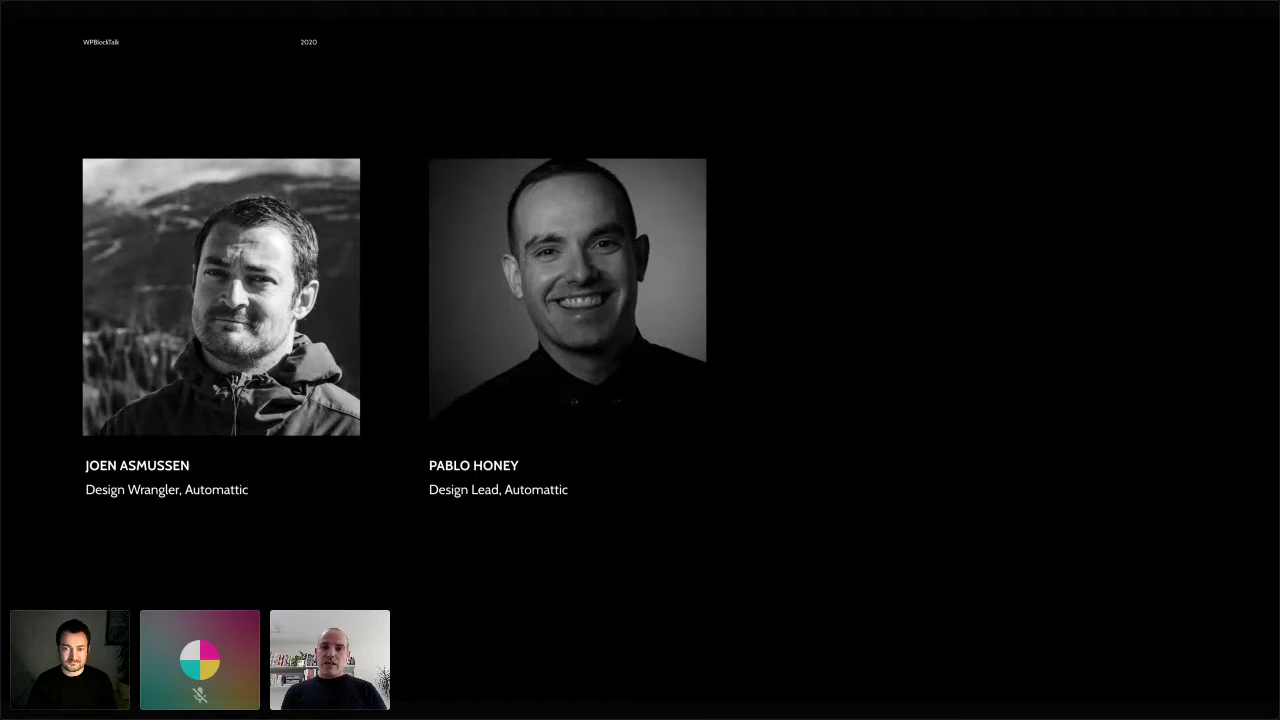 WPBlockTalk
2020
JOEN ASMUSSEN
Design Wrangler, Automattic
PABLO HONEY
Design Lead, Automattic